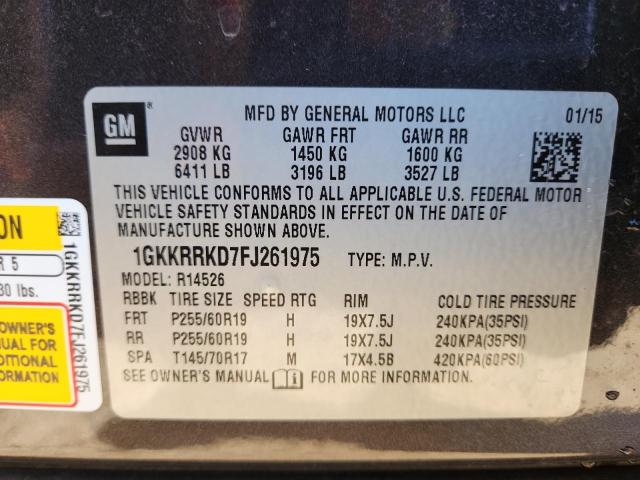 GM
MFD BY GENERAL MOTORS LLC 01/15
GVWR GAWR FRT GAWR RR
2908 KG 1450 KG 1600 KG
6411 LB 3196 LB 3527 LB
THIS VEHICLE CONFORMS TO ALL APPLICABLE U.S. FEDERAL MOTOR
VEHICLE SAFETY STANDARDS IN EFFECT ON THE DATE OF
MANUFACTURE SHOWN ABOVE.
1GKKRRKD7FJ261975 TYPE: M.P.V.
MODEL: R14526
RBBK TIRE SIZE SPEED RTG RIM COLD TIRE PRESSURE
FRT P255/60R19 H 19X7.5J 240KPA(35PSI)
RR P255/60R19 H 19X7.5J 240KPA(35PSI)
SPA T145/70R17 M 17X4.5B 420KPA(60PSI)
SEE OWNER'S MANUAL FOR MORE INFORMATION.
ON
R 5
30 lbs.
OWNER'S
MANUAL FOR
DITIONAL
ORMATION
1GKKRRKD7FJ261975